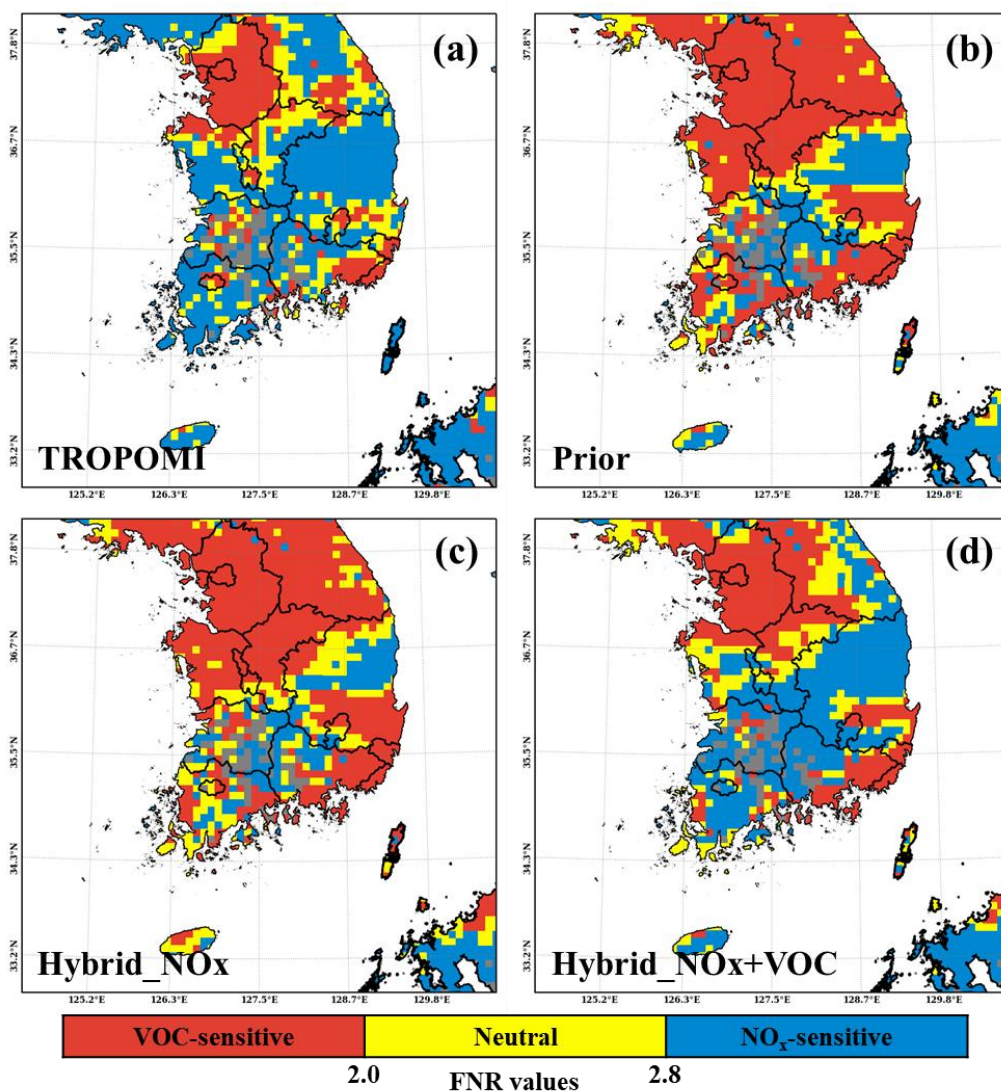 (a)
37.8°N
36.7°N
35.5°N
34.3°N
33.2°N
TROPOMI
125.2°E 126.3°E 127.5°E 128.7°E 129.8°E
(b)
37.8°N
36.7°N
35.5°N
34.3°N
33.2°N
Prior
125.2°E 126.3°E 127.5°E 128.7°E 129.8°E
(c)
37.8°N
36.7°N
35.5°N
34.3°N
33.2°N
Hybrid_NOx
125.2°E 126.3°E 127.5°E 128.7°E 129.8°E
(d)
37.8°N
36.7°N
35.5°N
34.3°N
33.2°N
Hybrid_NOx+VOC
125.2°E 126.3°E 127.5°E 128.7°E 129.8°E
VOC-sensitive Neutral NOₓ-sensitive
2.0 2.8
FNR values